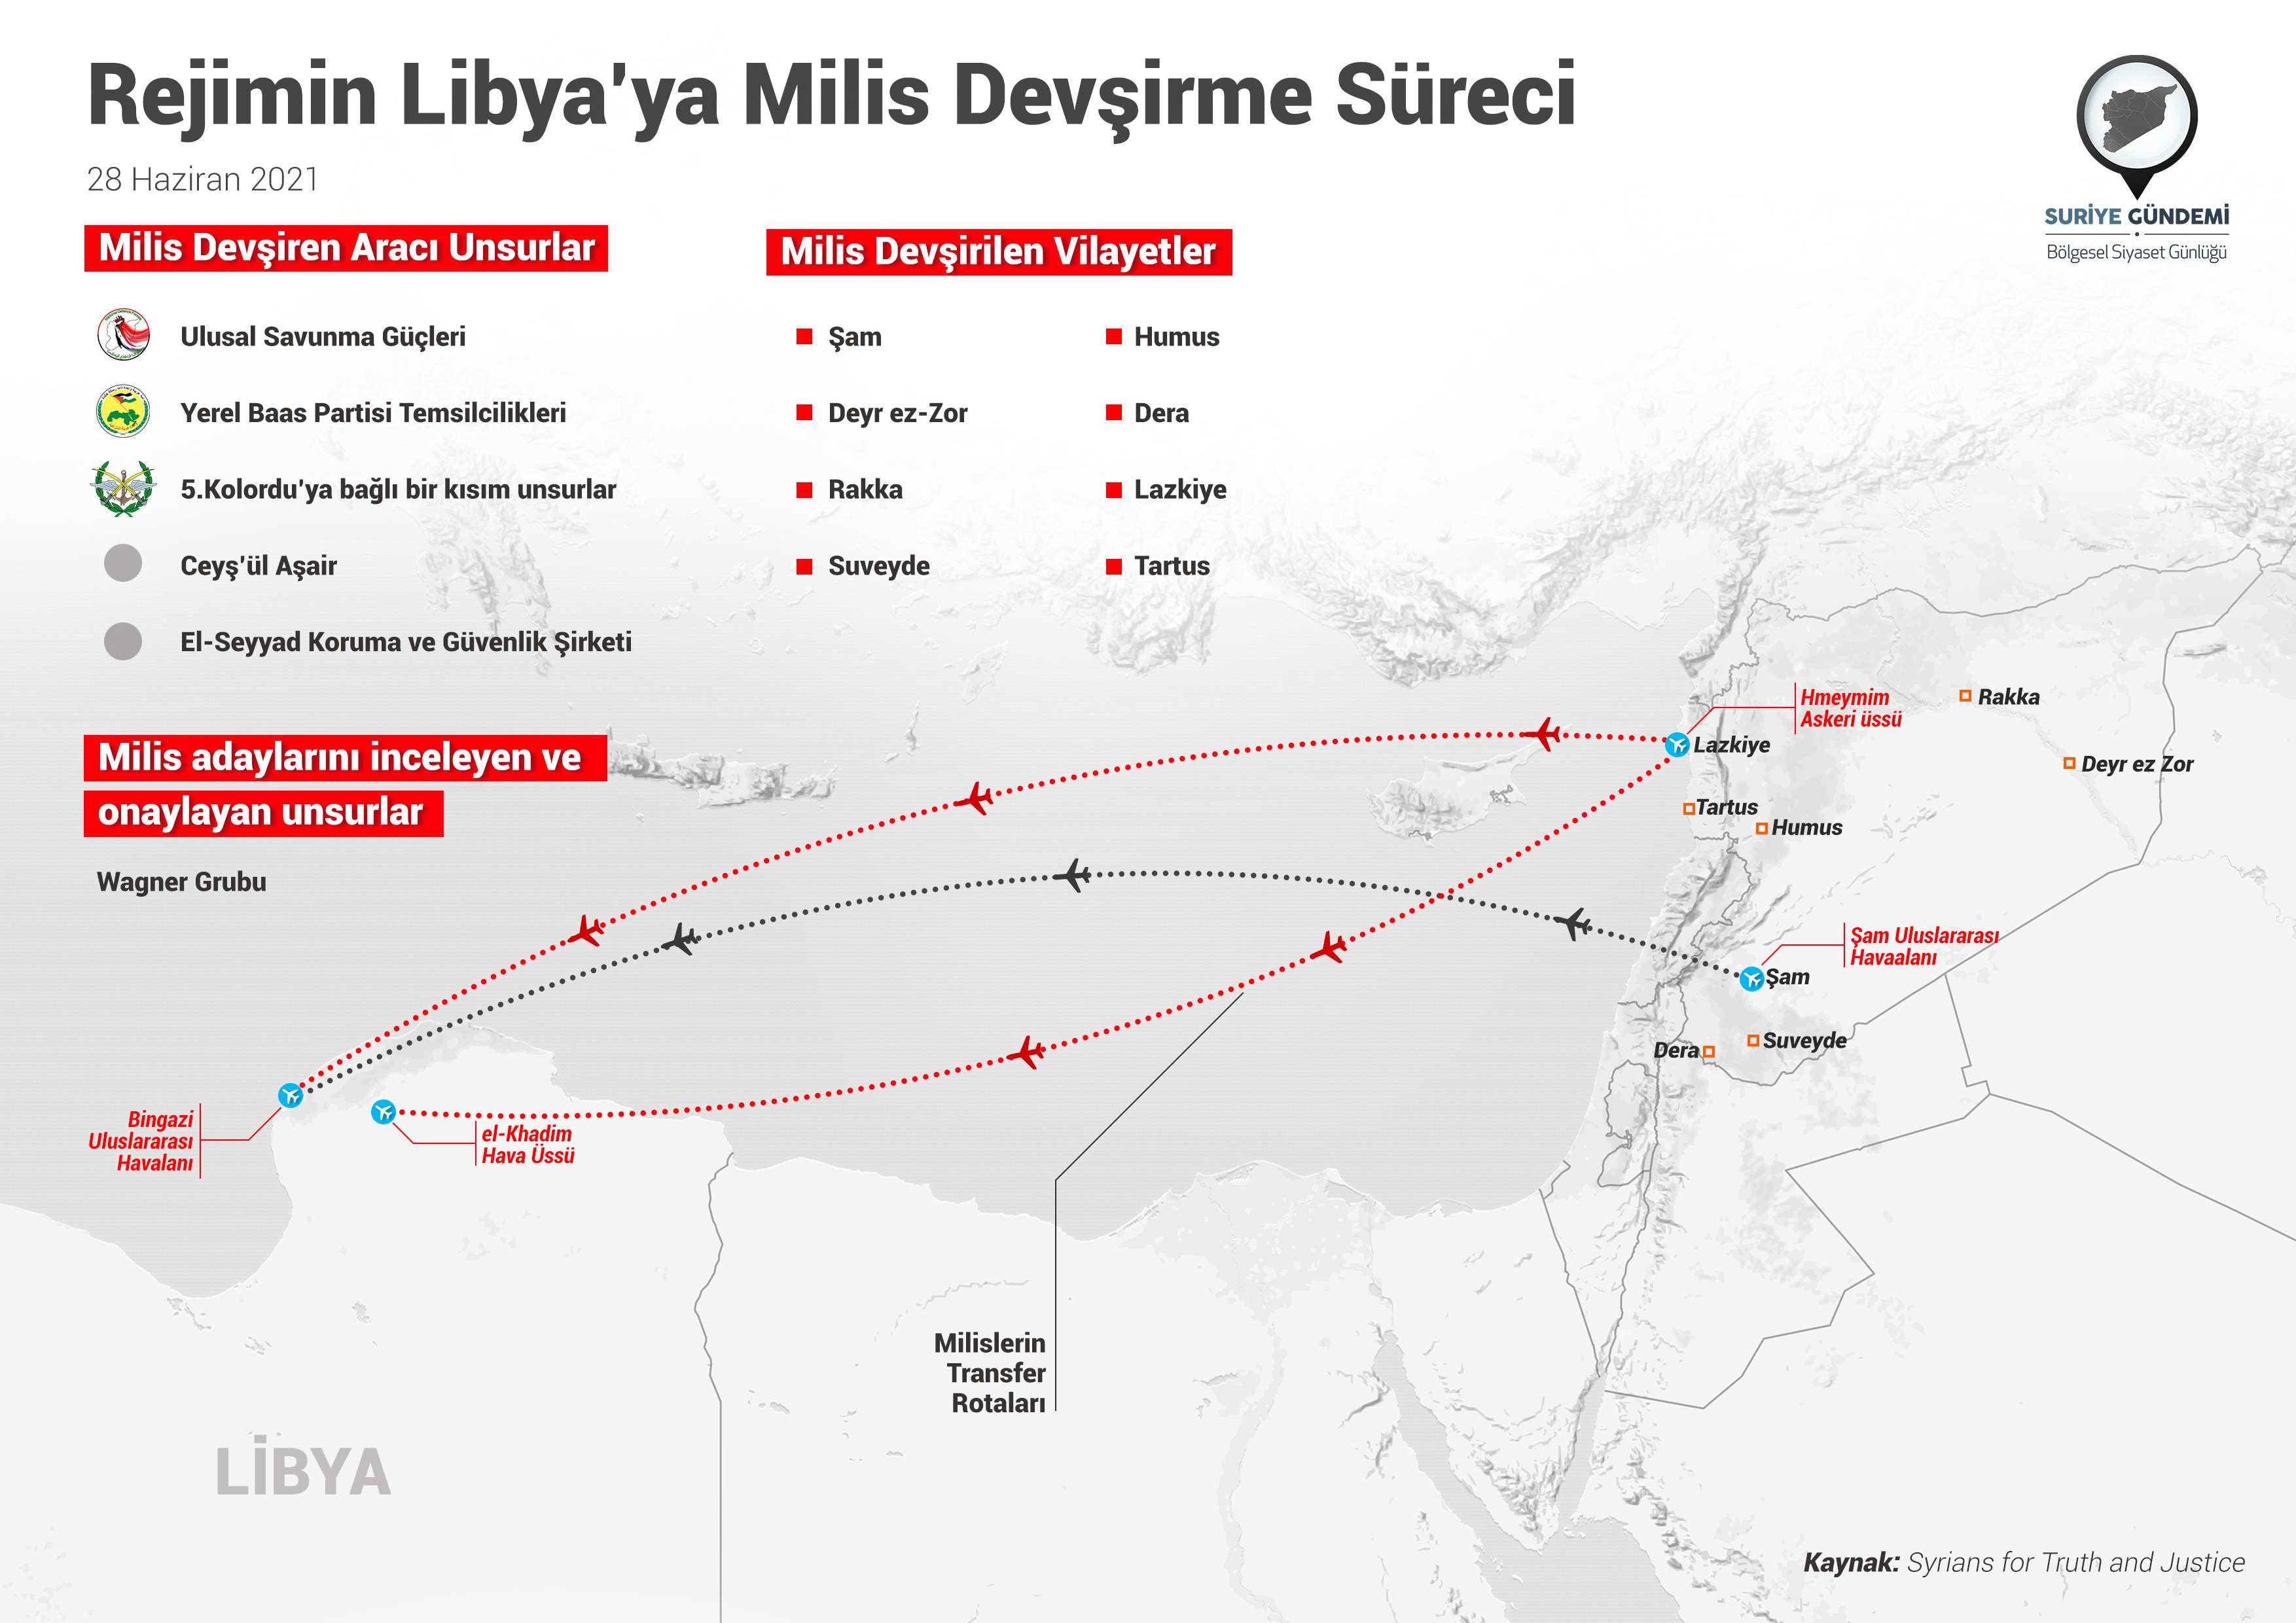 Rejimin Libya'ya Milis Devşirme Süreci
28 Haziran 2021
SURİYE GÜNDEMİ
Bölgesel Siyaset Günlüğü
Milis Devşiren Aracı Unsurlar
Ulusal Savunma Güçleri
Yerel Baas Partisi Temsilcilikleri
5.Kolordu'ya bağlı bir kısım unsurlar
Ceyş'ül Aşair
El-Seyyad Koruma ve Güvenlik Şirketi
Milis Devşirilen Vilayetler
Şam
Humus
Deyr ez-Zor
Dera
Rakka
Lazkiye
Suveyde
Tartus
Milis adaylarını inceleyen ve
onaylayan unsurlar
Wagner Grubu
Hmeymim
Askeri üssü
Rakka
Lazkiye
Deyr ez Zor
Tartus
Humus
Şam Uluslararası
Havaalanı
Şam
Suveyde
Dera
Bingazi
Uluslararası
Havalanı
el-Khadim
Hava Üssü
Milislerin
Transfer
Rotaları
LİBYA
Kaynak: Syrians for Truth and Justice